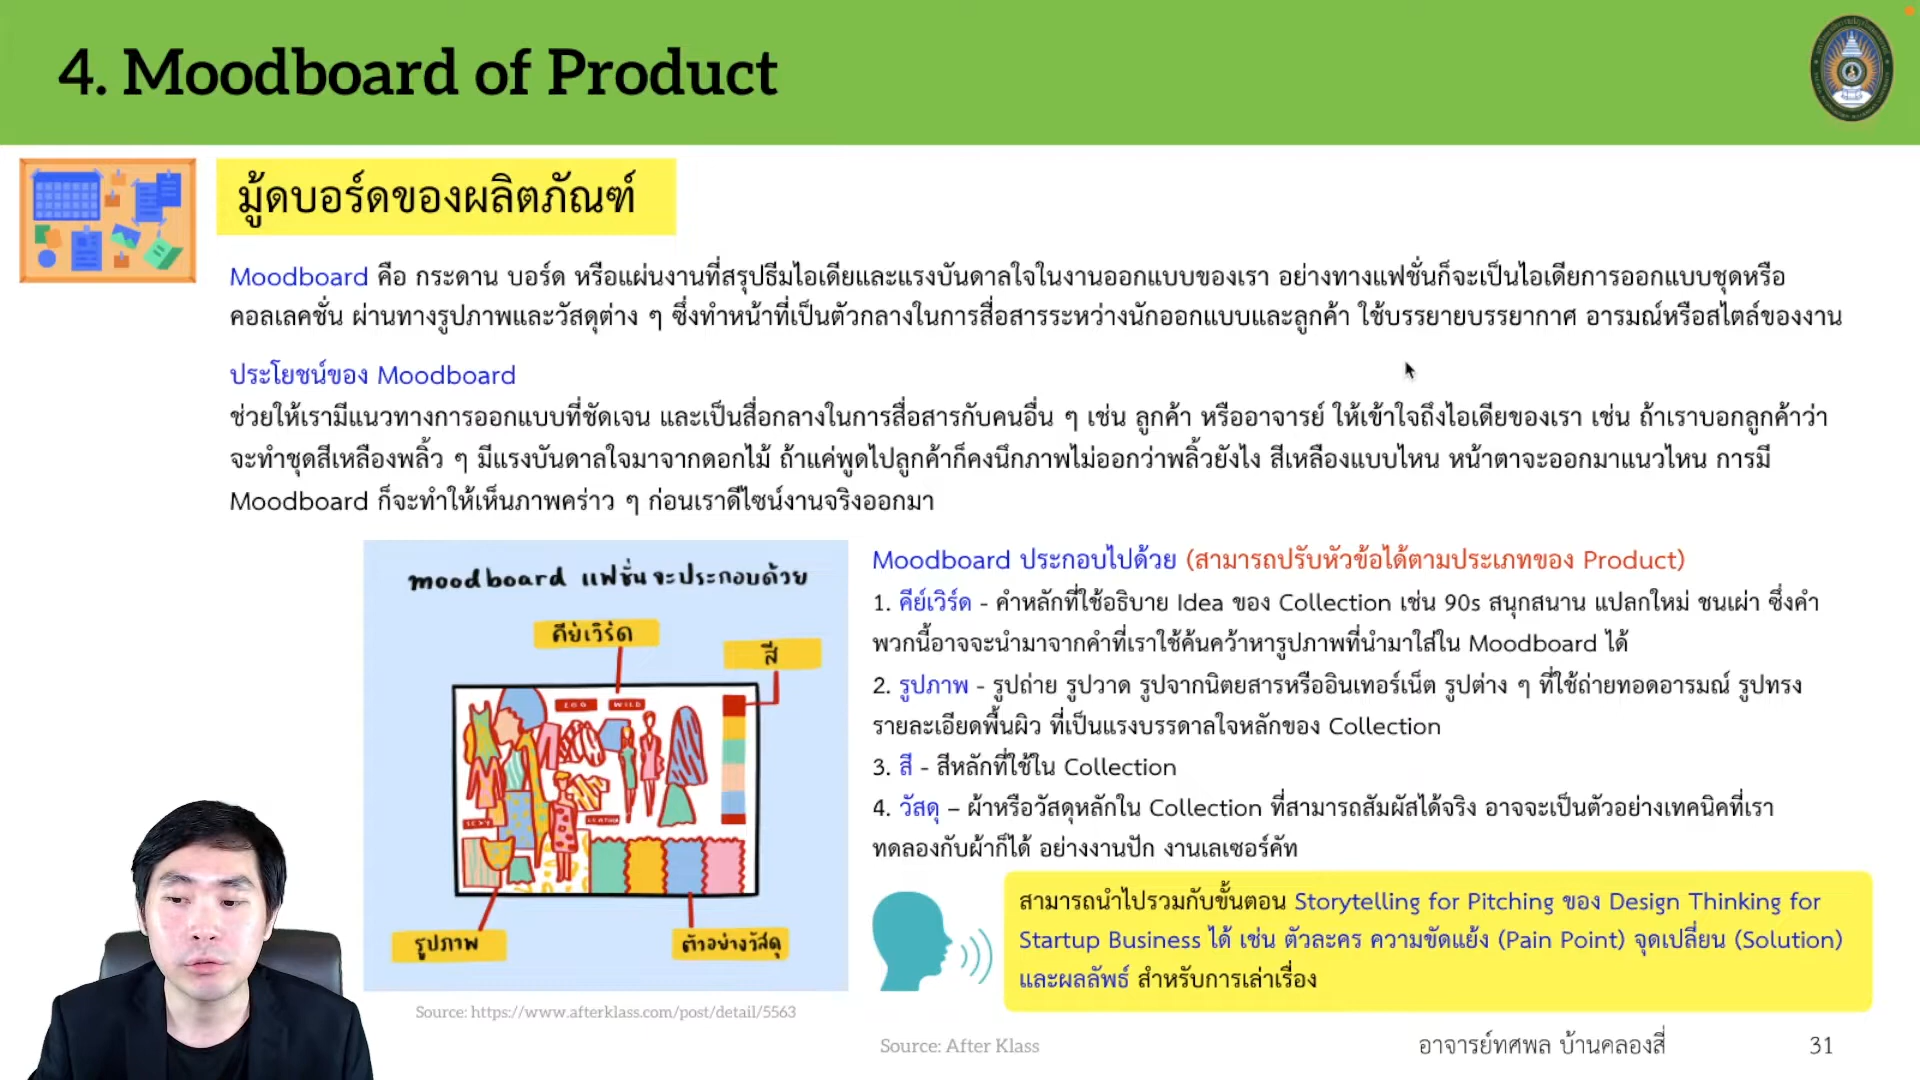 4. Moodboard of Product
มู้ดบอร์ดของผลิตภัณฑ์
Moodboard คือ กระดาน บอร์ด หรือแผ่นงานที่สรุปธีมไอเดียและแรงบันดาลใจในงานออกแบบของเรา อย่างทางแฟชั่นก็จะเป็นไอเดียการออกแบบชุดหรือ
คอลเลคชั่น ผ่านทางรูปภาพและวัสดุต่าง ๆ ซึ่งทำหน้าที่เป็นตัวกลางในการสื่อสารระหว่างนักออกแบบและลูกค้า ใช้บรรยายบรรยากาศ อารมณ์หรือสไตล์ของงาน
ประโยชน์ของ Moodboard
ช่วยให้เรามีแนวทางการออกแบบที่ชัดเจน และเป็นสื่อกลางในการสื่อสารกับคนอื่น ๆ เช่น ลูกค้า หรืออาจารย์ ให้เข้าใจถึงไอเดียของเรา เช่น ถ้าเราบอกลูกค้าว่า
จะทำชุดสีเหลืองพลิ้ว ๆ มีแรงบันดาลใจมาจากดอกไม้ ถ้าแค่พูดไปลูกค้าก็คงนึกภาพไม่ออกว่าพลิ้วยังไง สีเหลืองแบบไหน หน้าตาจะออกมาแนวไหน การมี
Moodboard ก็จะทำให้เห็นภาพคร่าว ๆ ก่อนเราดีไซน์งานจริงออกมา
moodboard แฟชั่น จะประกอบด้วย
คีย์เวิร์ด
สี
WILD
SEXY
รูปภาพ
ตัวอย่างวัสดุ
Source: https://www.afterklass.com/post/detail/5563
Moodboard ประกอบไปด้วย (สามารถปรับหัวข้อได้ตามประเภทของ Product)
1. คีย์เวิร์ด - คำหลักที่ใช้อธิบาย Idea ของ Collection เช่น 90s สนุกสนาน แปลกใหม่ ชนเผ่า ซึ่งคำ
พวกนี้อาจจะนำมาจากคำที่เราใช้ค้นคว้าหารูปภาพที่นำมาใส่ใน Moodboard ได้
2. รูปภาพ - รูปถ่าย รูปวาด รูปจากนิตยสารหรืออินเทอร์เน็ต รูปต่าง ๆ ที่ใช้ถ่ายทอดอารมณ์ รูปทรง
รายละเอียดพื้นผิว ที่เป็นแรงบรรดาลใจหลักของ Collection
3. สี - สีหลักที่ใช้ใน Collection
4. วัสดุ – ผ้าหรือวัสดุหลักใน Collection ที่สามารถสัมผัสได้จริง อาจจะเป็นตัวอย่างเทคนิคที่เรา
ทดลองกับผ้าก็ได้ อย่างงานปัก งานเลเซอร์คัท
สามารถนำไปรวมกับขั้นตอน Storytelling for Pitching ของ Design Thinking for
Startup Business ได้ เช่น ตัวละคร ความขัดแย้ง (Pain Point) จุดเปลี่ยน (Solution)
และผลลัพธ์ สำหรับการเล่าเรื่อง
Source: After Klass
อาจารย์ทศพล บ้านคลองสี่
31